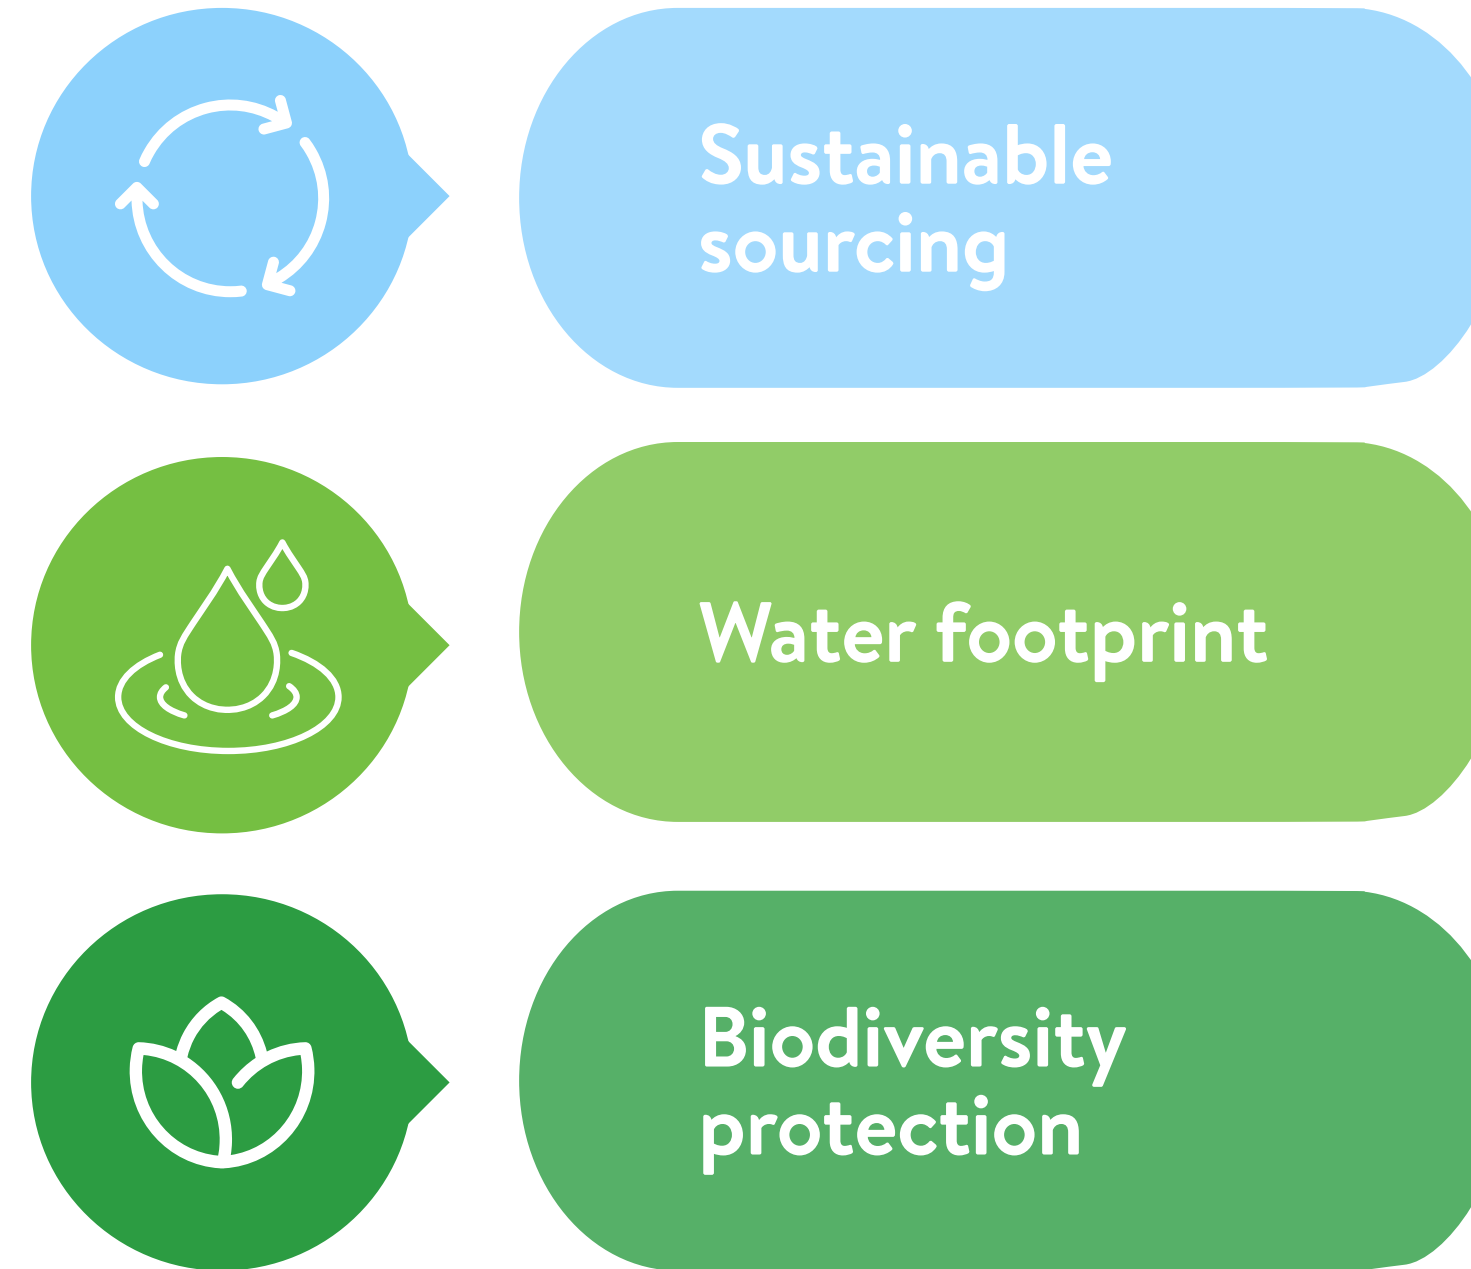 Sustainable
sourcing
Water footprint
Biodiversity
protection